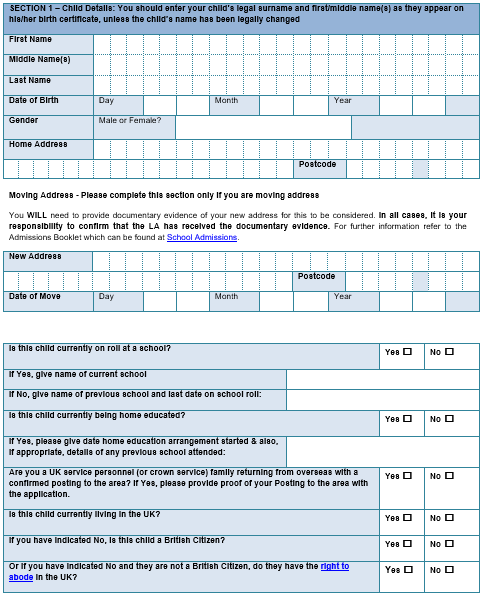 SECTION 1 – Child Details: You should enter your child's legal surname and first/middle name(s) as they appear on
his/her birth certificate, unless the child's name has been legally changed
First Name
Middle Name(s)
Last Name
Date of Birth Day Month Year
Gender Male or Female?
Home Address
Postcode
Moving Address - Please complete this section only if you are moving address
You WILL need to provide documentary evidence of your new address for this to be considered. In all cases, it is your
responsibility to confirm that the LA has received the documentary evidence. For further information refer to the
Admissions Booklet which can be found at School Admissions.
New Address
Postcode
Date of Move Day Month Year
Is this child currently on roll at a school? Yes No
If Yes, give name of current school
If No, give name of previous school and last date on school roll:
Is this child currently being home educated? Yes No
If Yes, please give date home education arrangement started & also,
if appropriate, details of any previous school attended:
Are you a UK service personnel (or crown service) family returning from overseas with a Yes No
confirmed posting to the area? If Yes, please provide proof of your Posting to the area with
the application.
Is this child currently living in the UK? Yes No
If you have indicated No, is this child a British Citizen? Yes No
Or if you have indicated No and they are not a British Citizen, do they have the right to Yes No
abode in the UK?